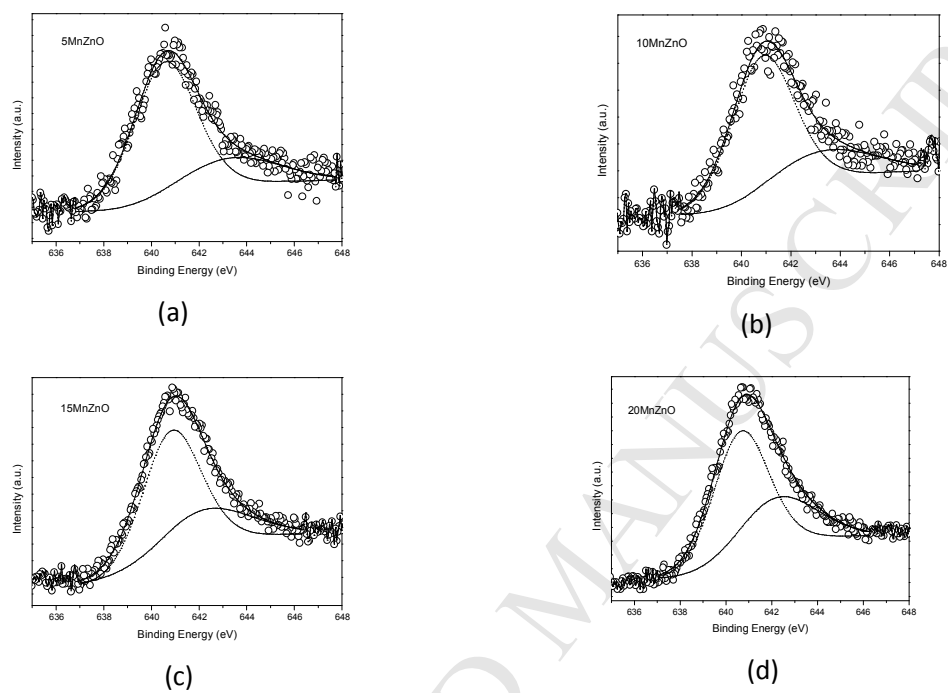 5MnZnO
Intensity (a.u.)
636 638 640 642 644 646 648
Binding Energy (eV)
(a)
10MnZnO
Intensity (a.u.)
636 638 640 642 644 646 648
Binding Energy (eV)
(b)
15MnZnO
Intensity (a.u.)
636 638 640 642 644 646 648
Binding Energy (eV)
(c)
20MnZnO
Intensity (a.u.)
636 638 640 642 644 646 648
Binding Energy (eV)
(d)
D MANUSCRIP